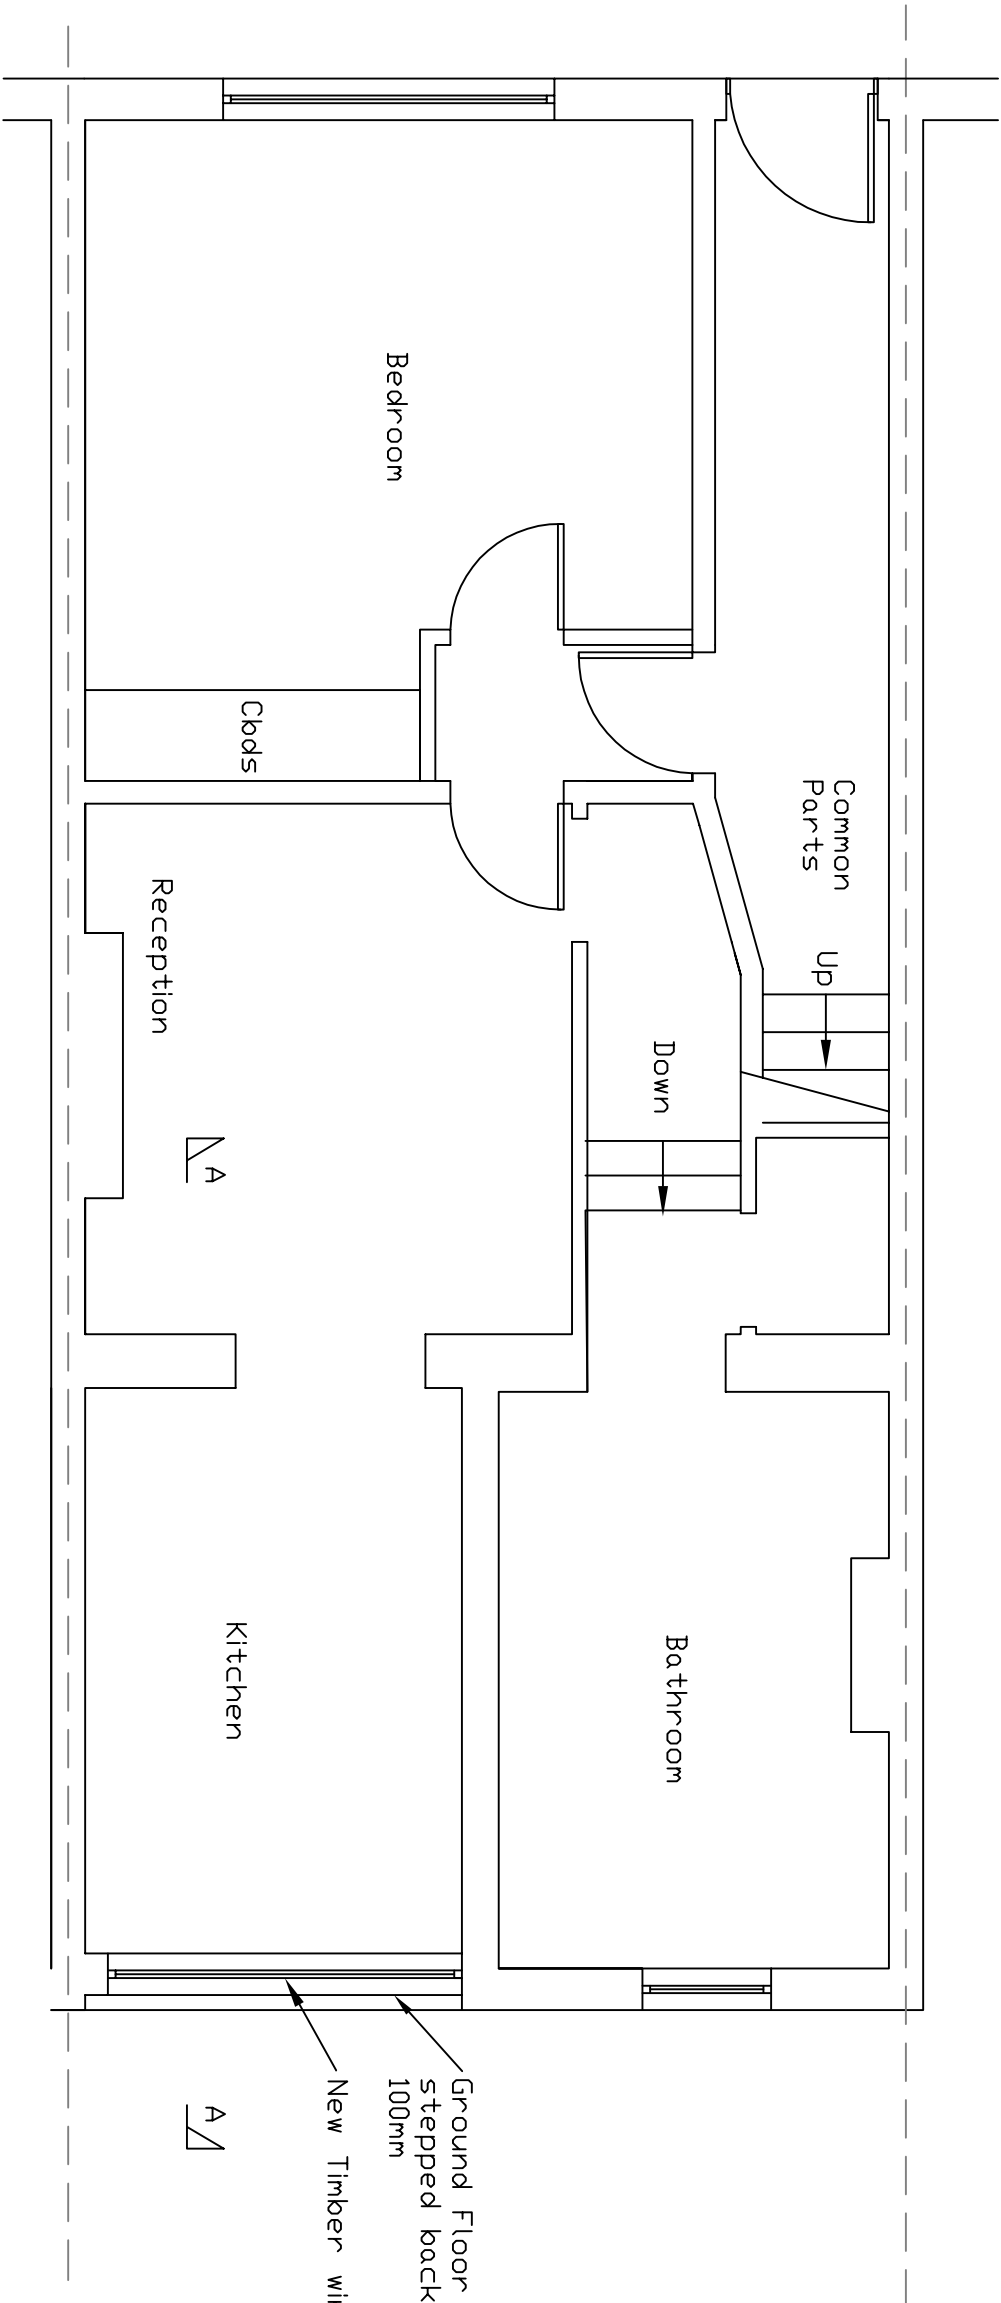 Bedroom
Cbds
Common
Parts
Up
Down
Reception
A
Kitchen
Bathroom
A
Ground Floor
stepped back
100mm
New Timber